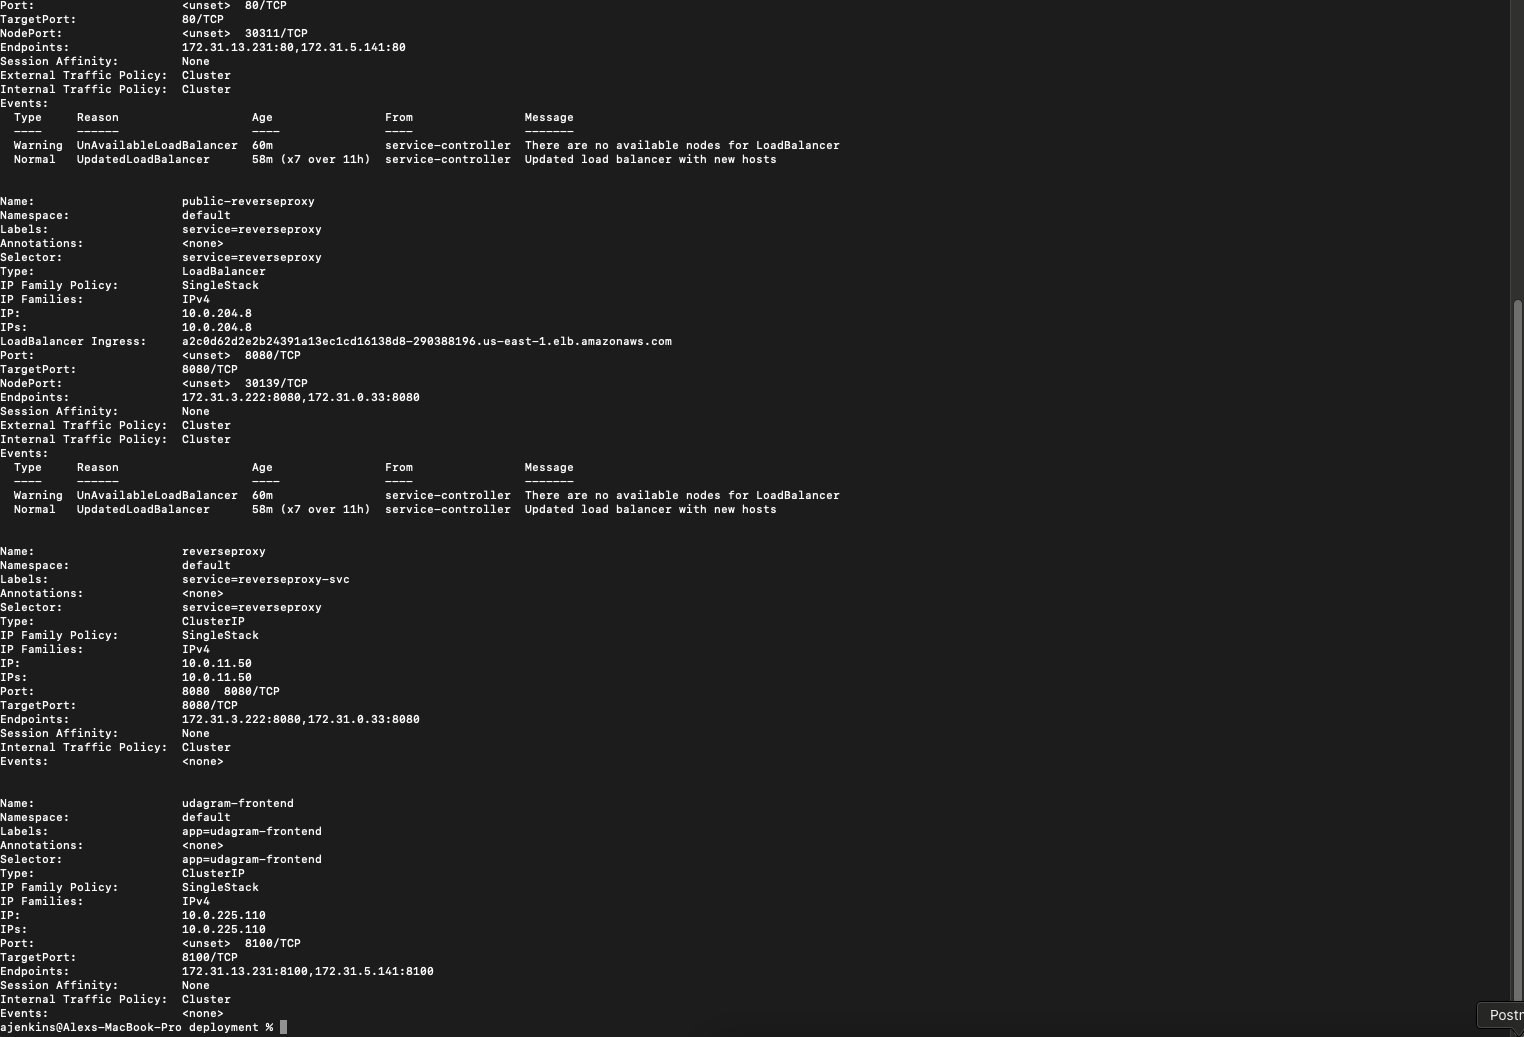 Port:                     <unset>  80/TCP
TargetPort:               80/TCP
NodePort:                 <unset>  30311/TCP
Endpoints:                172.31.13.231:80,172.31.5.141:80
Session Affinity:         None
External Traffic Policy:  Cluster
Internal Traffic Policy:  Cluster
Events:
  Type     Reason                   Age                From                Message
  ----     ------                   ----               ----                -------
  Warning  UnAvailableLoadBalancer  60m                service-controller  There are no available nodes for LoadBalancer
  Normal   UpdatedLoadBalancer      58m (x7 over 11h)  service-controller  Updated load balancer with new hosts
Name:                     public-reverseproxy
Namespace:                default
Labels:                   service=reverseproxy
Annotations:              <none>
Selector:                 service=reverseproxy
Type:                     LoadBalancer
IP Family Policy:         SingleStack
IP Families:              IPv4
IP:                       10.0.204.8
IPs:                      10.0.204.8
LoadBalancer Ingress:     a2c0d62d2e2b24391a13ec1cd16138d8-290388196.us-east-1.elb.amazonaws.com
Port:                     <unset>  8080/TCP
TargetPort:               8080/TCP
NodePort:                 <unset>  30139/TCP
Endpoints:                172.31.3.222:8080,172.31.0.33:8080
Session Affinity:         None
External Traffic Policy:  Cluster
Internal Traffic Policy:  Cluster
Events:
  Type     Reason                   Age                From                Message
  ----     ------                   ----               ----                -------
  Warning  UnAvailableLoadBalancer  60m                service-controller  There are no available nodes for LoadBalancer
  Normal   UpdatedLoadBalancer      58m (x7 over 11h)  service-controller  Updated load balancer with new hosts
Name:                     reverseproxy
Namespace:                default
Labels:                   service=reverseproxy-svc
Annotations:              <none>
Selector:                 service=reverseproxy
Type:                     ClusterIP
IP Family Policy:         SingleStack
IP Families:              IPv4
IP:                       10.0.11.50
IPs:                      10.0.11.50
Port:                     8080  8080/TCP
TargetPort:               8080/TCP
Endpoints:                172.31.3.222:8080,172.31.0.33:8080
Session Affinity:         None
Internal Traffic Policy:  Cluster
Events:                   <none>
Name:                     udagram-frontend
Namespace:                default
Labels:                   app=udagram-frontend
Annotations:              <none>
Selector:                 app=udagram-frontend
Type:                     ClusterIP
IP Family Policy:         SingleStack
IP Families:              IPv4
IP:                       10.0.225.110
IPs:                      10.0.225.110
Port:                     <unset>  8100/TCP
TargetPort:               8100/TCP
Endpoints:                172.31.13.231:8100,172.31.5.141:8100
Session Affinity:         None
Internal Traffic Policy:  Cluster
Events:                   <none>
ajenkins@Alexs-MacBook-Pro deployment %